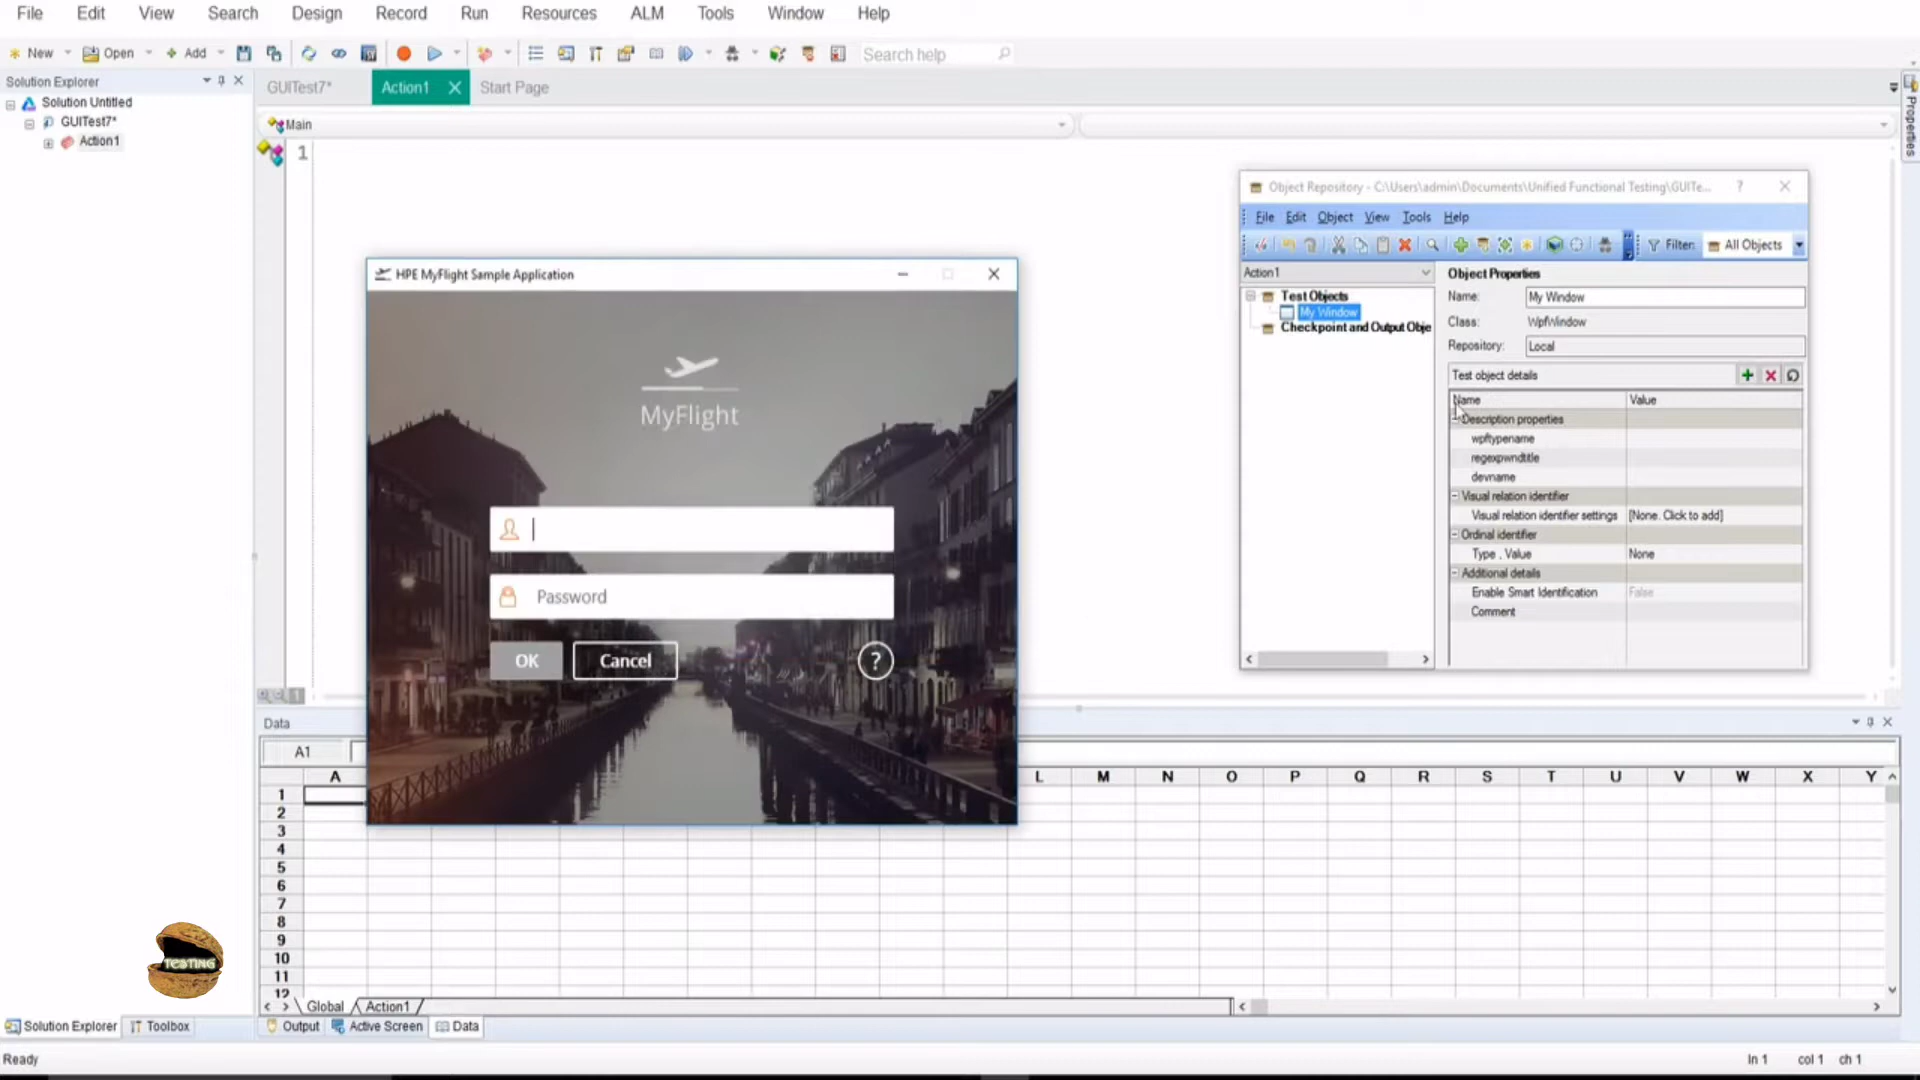 File Edit View Search Design Record Run Resources ALM Tools Window Help
New Open Add Search help
Solution Explorer
Solution Untitled
GUITest7*
Action1
GUITest7* Action1 Start Page
Main
1
Properties
Object Repository - C:\Users\admin\Documents\Unified Functional Testing\GUITe... ?
File Edit Object View Tools Help
Filter: All Objects
Action1
Test Objects
My Window
Checkpoint and Output Obje
Object Properties
Name: My Window
Class: WpfWindow
Repository: Local
Test object details
Name Value
Description properties
wpftypename
regexpwndtitle
devname
Visual relation identifier
Visual relation identifier settings [None. Click to add]
Ordinal identifier
Type , Value None
Additional details
Enable Smart Identification False
Comment
HPE MyFlight Sample Application
MyFlight
Password
OK Cancel ?
Data
A1
A L M N O P Q R S T U V W X Y
1
2
3
4
5
6
7
8
9
10
11
12
Global Action1
TESTING
Solution Explorer Toolbox Output Active Screen Data
Ready ln 1 col 1 ch 1